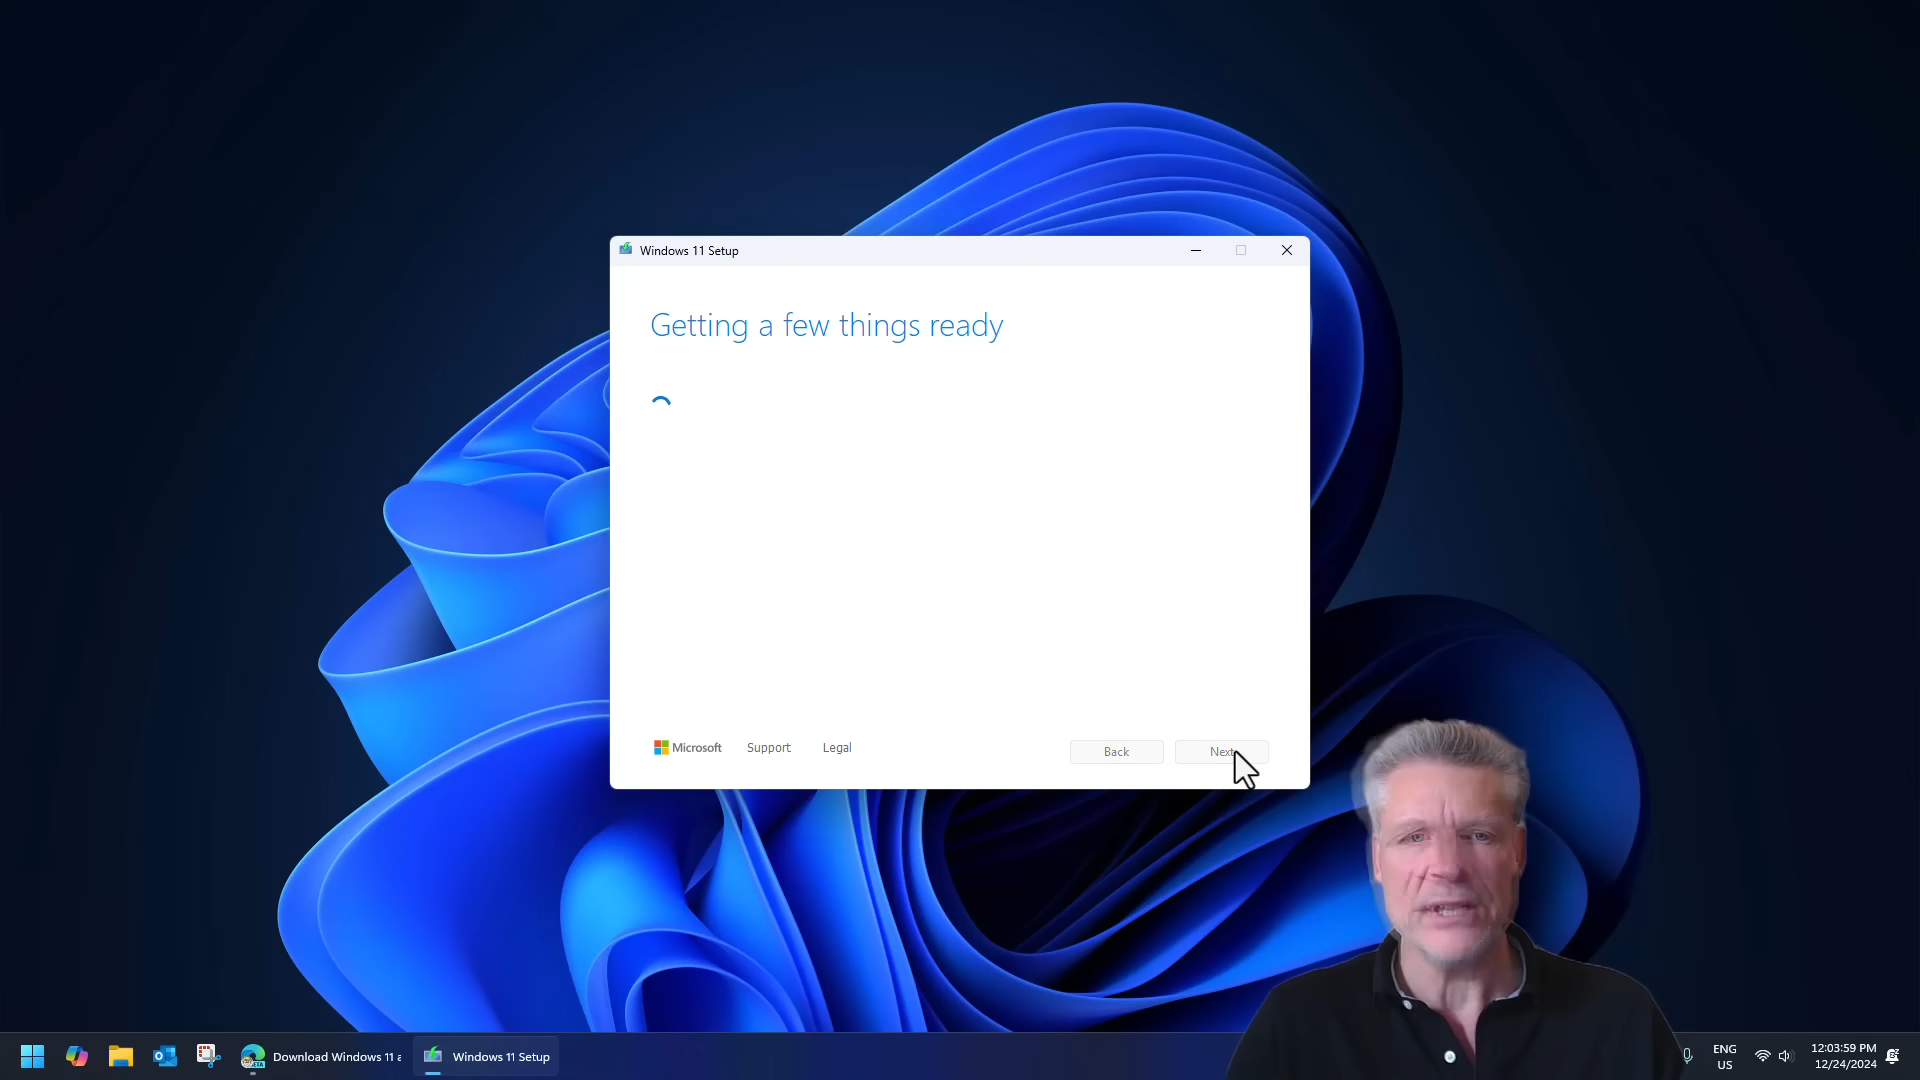 Windows 11 Setup
Getting a few things ready
Microsoft
Support
Legal
Back
Next
Download Windows 11 a
Windows 11 Setup
ENG
US
12:03:59 PM
12/24/2024